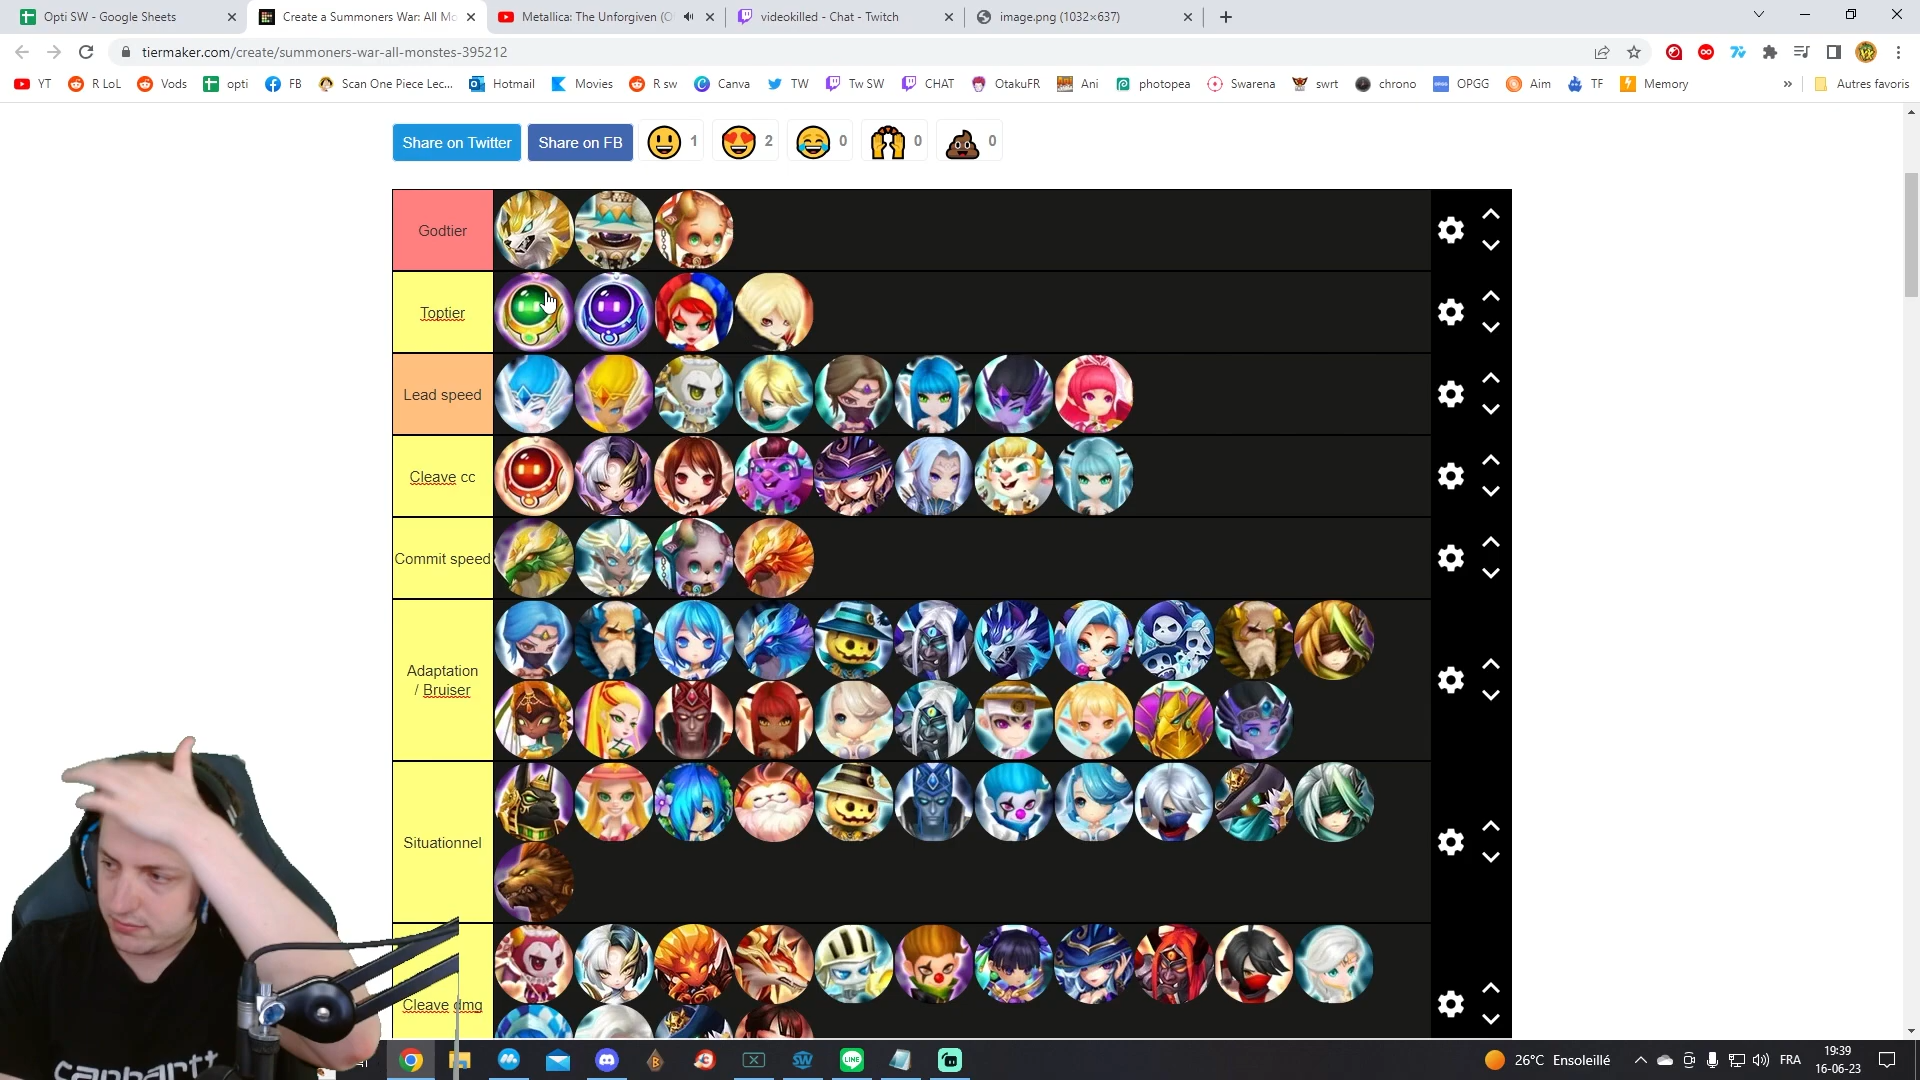 Opti SW - Google Sheets
Create a Summoners War: All Mo
Metallica: The Unforgiven (O
videokilled - Chat - Twitch
image.png (1032×637)
tiermaker.com/create/summoners-war-all-monstes-395212
YT
R LoL
Vods
opti
FB
Scan One Piece Lec...
Hotmail
Movies
R sw
Canva
TW
Tw SW
CHAT
OtakuFR
Ani
photopea
Swarena
swrt
chrono
OPGG
Aim
TF
Memory
»
Autres favoris
Share on Twitter
Share on FB
1
2
0
0
0
Godtier
Toptier
Lead speed
Cleave cc
Commit speed
Adaptation
/ Bruiser
Situationnel
Cleave dmg
carhartt
26°C Ensoleillé
FRA
19:39
16-06-23